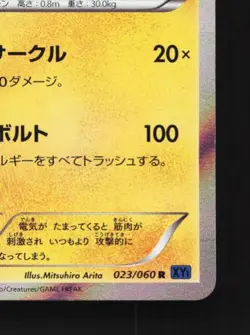 高さ：0.8m 重さ：30.0kg
サークル 20×
0ダメージ。
ボルト 100
ルギーをすべてトラッシュする。
電気が たまってくると 筋肉が
刺激され いつもより 攻撃的に
なってしまう。
Illus.Mitsuhiro Arita 023/060 R XY1
o/Creatures/GAME FREAK